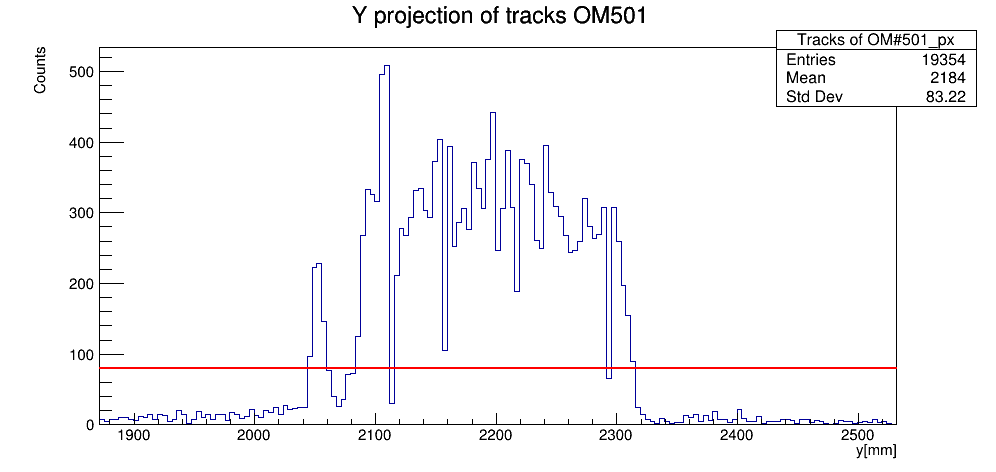 Y projection of tracks OM501
Tracks of OM#501_px
Entries 19354
Mean 2184
Std Dev 83.22
Counts
500
400
300
200
100
0
1900 2000 2100 2200 2300 2400 2500
y[mm]